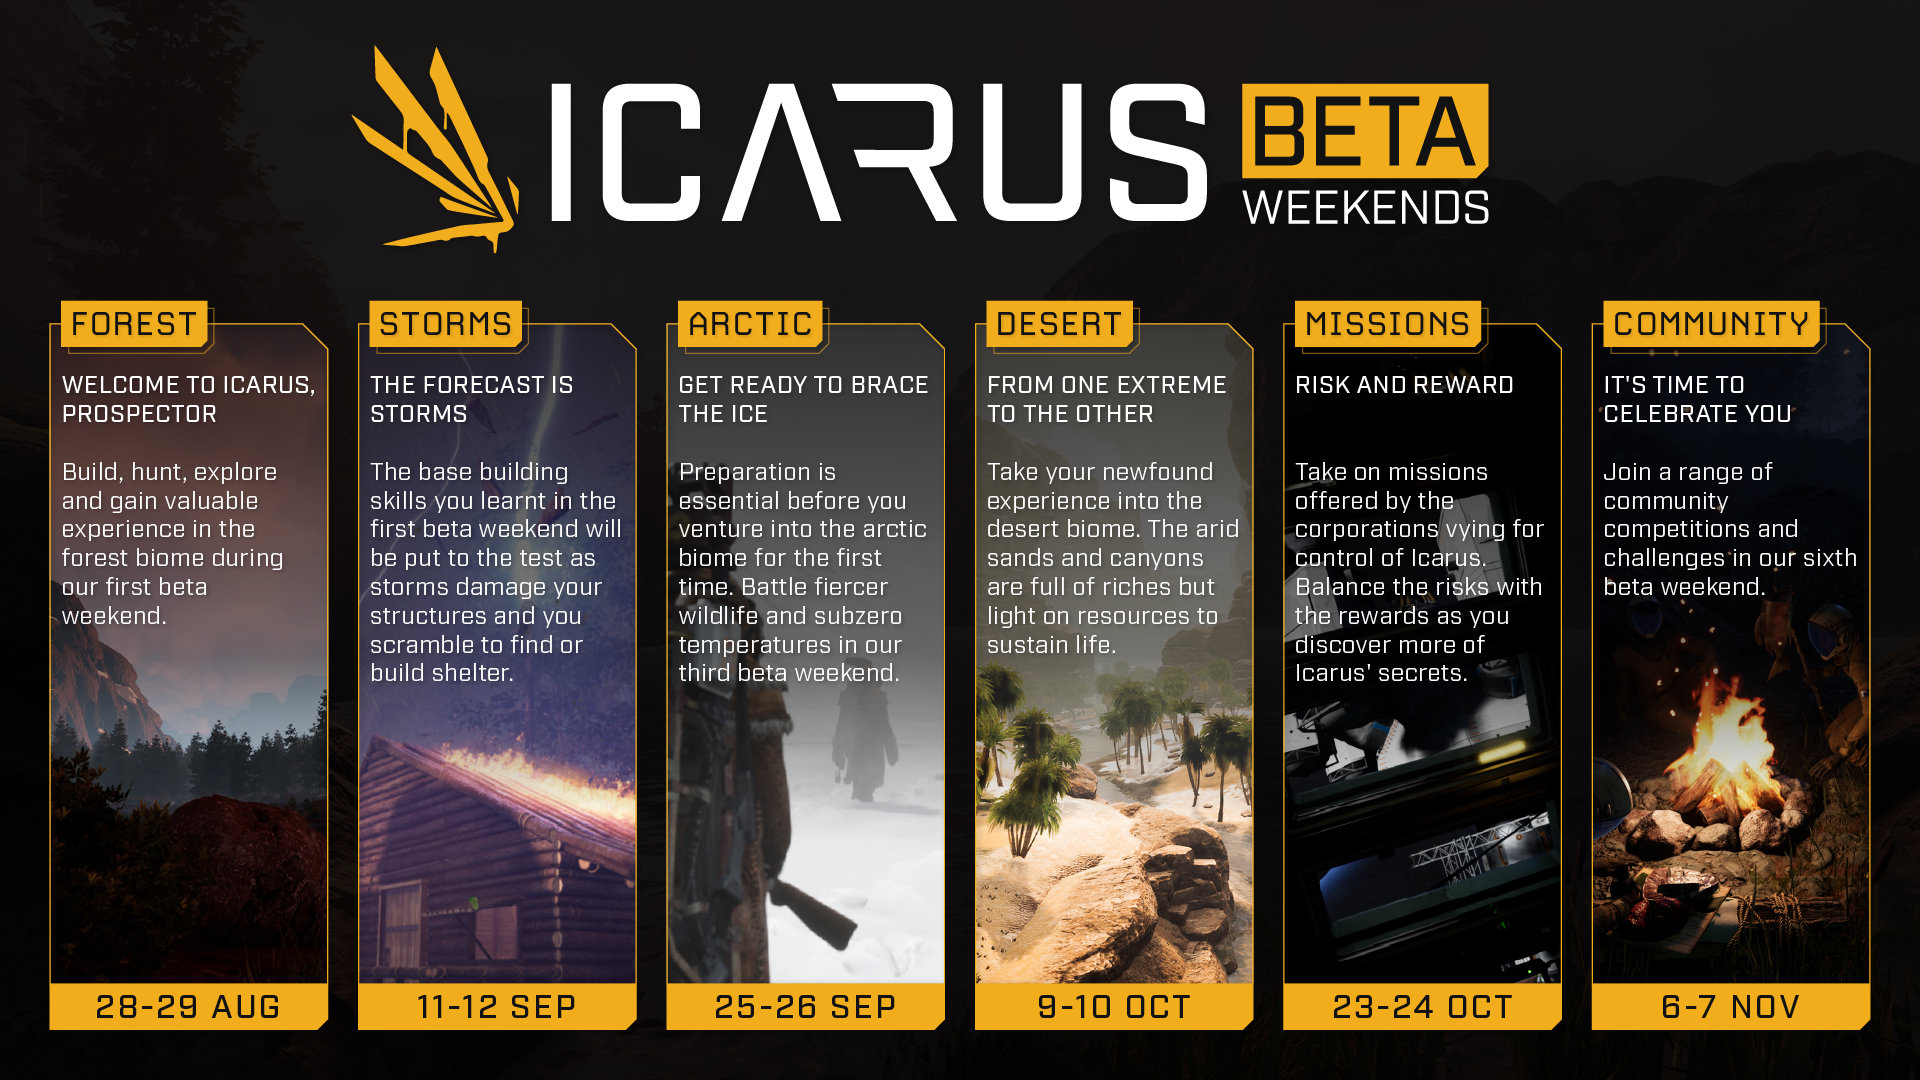 ICARUS
BETA
WEEKENDS
FOREST
WELCOME TO ICARUS,
PROSPECTOR
Build, hunt, explore
and gain valuable
experience in the
forest biome during
our first beta
weekend.
28-29 AUG
STORMS
THE FORECAST IS
STORMS
The base building
skills you learnt in the
first beta weekend will
be put to the test as
storms damage your
structures and you
scramble to find or
build shelter.
11-12 SEP
ARCTIC
GET READY TO BRACE
THE ICE
Preparation is
essential before you
venture into the arctic
biome for the first
time. Battle fiercer
wildlife and subzero
temperatures in our
third beta weekend.
25-26 SEP
DESERT
FROM ONE EXTREME
TO THE OTHER
Take your newfound
experience into the
desert biome. The arid
sands and canyons
are full of riches but
light on resources to
sustain life.
9-10 OCT
MISSIONS
RISK AND REWARD
Take on missions
offered by the
corporations vying for
control of Icarus.
Balance the risks with
the rewards as you
discover more of
Icarus' secrets.
23-24 OCT
COMMUNITY
IT'S TIME TO
CELEBRATE YOU
Join a range of
community
competitions and
challenges in our sixth
beta weekend.
6-7 NOV